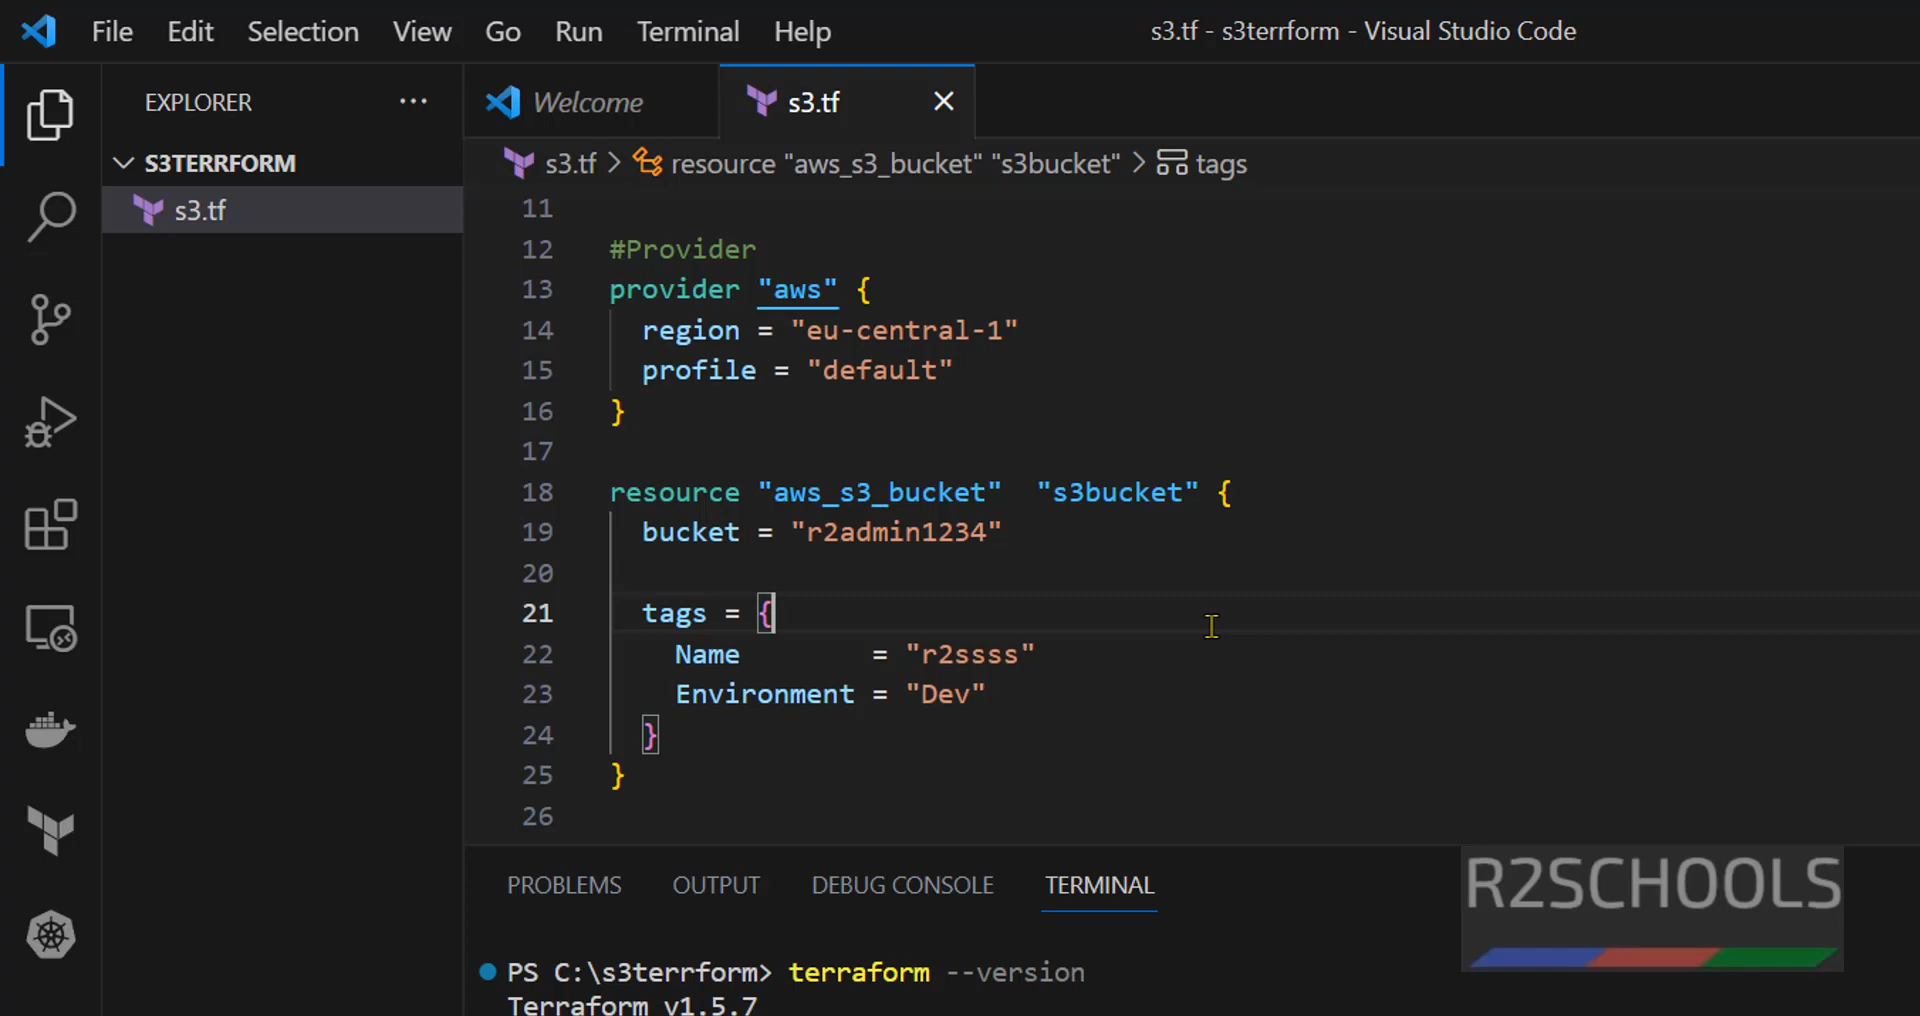 File Edit Selection View Go Run Terminal Help
s3.tf - s3terrform - Visual Studio Code
EXPLORER ...
Welcome
s3.tf
S3TERRFORM
s3.tf
s3.tf > resource "aws_s3_bucket" "s3bucket" > tags
11
12 #Provider
13 provider "aws" {
14 region = "eu-central-1"
15 profile = "default"
16 }
17
18 resource "aws_s3_bucket"  "s3bucket" {
19 bucket = "r2admin1234"
20
21 tags = {
22 Name        = "r2ssss"
23 Environment = "Dev"
24 }
25 }
26
PROBLEMS OUTPUT DEBUG CONSOLE TERMINAL
R2SCHOOLS
PS C:\s3terrform> terraform --version
Terraform v1.5.7